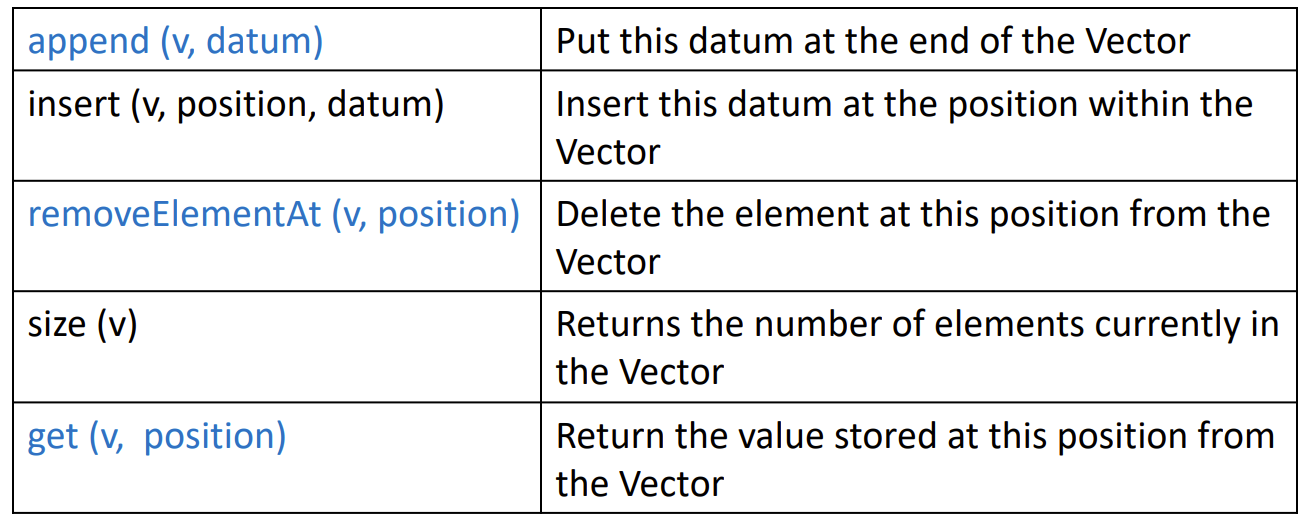 append (v, datum)
Put this datum at the end of the Vector
insert (v, position, datum)
Insert this datum at the position within the
Vector
removeElementAt (v, position)
Delete the element at this position from the
Vector
size (v)
Returns the number of elements currently in
the Vector
get (v,  position)
Return the value stored at this position from
the Vector